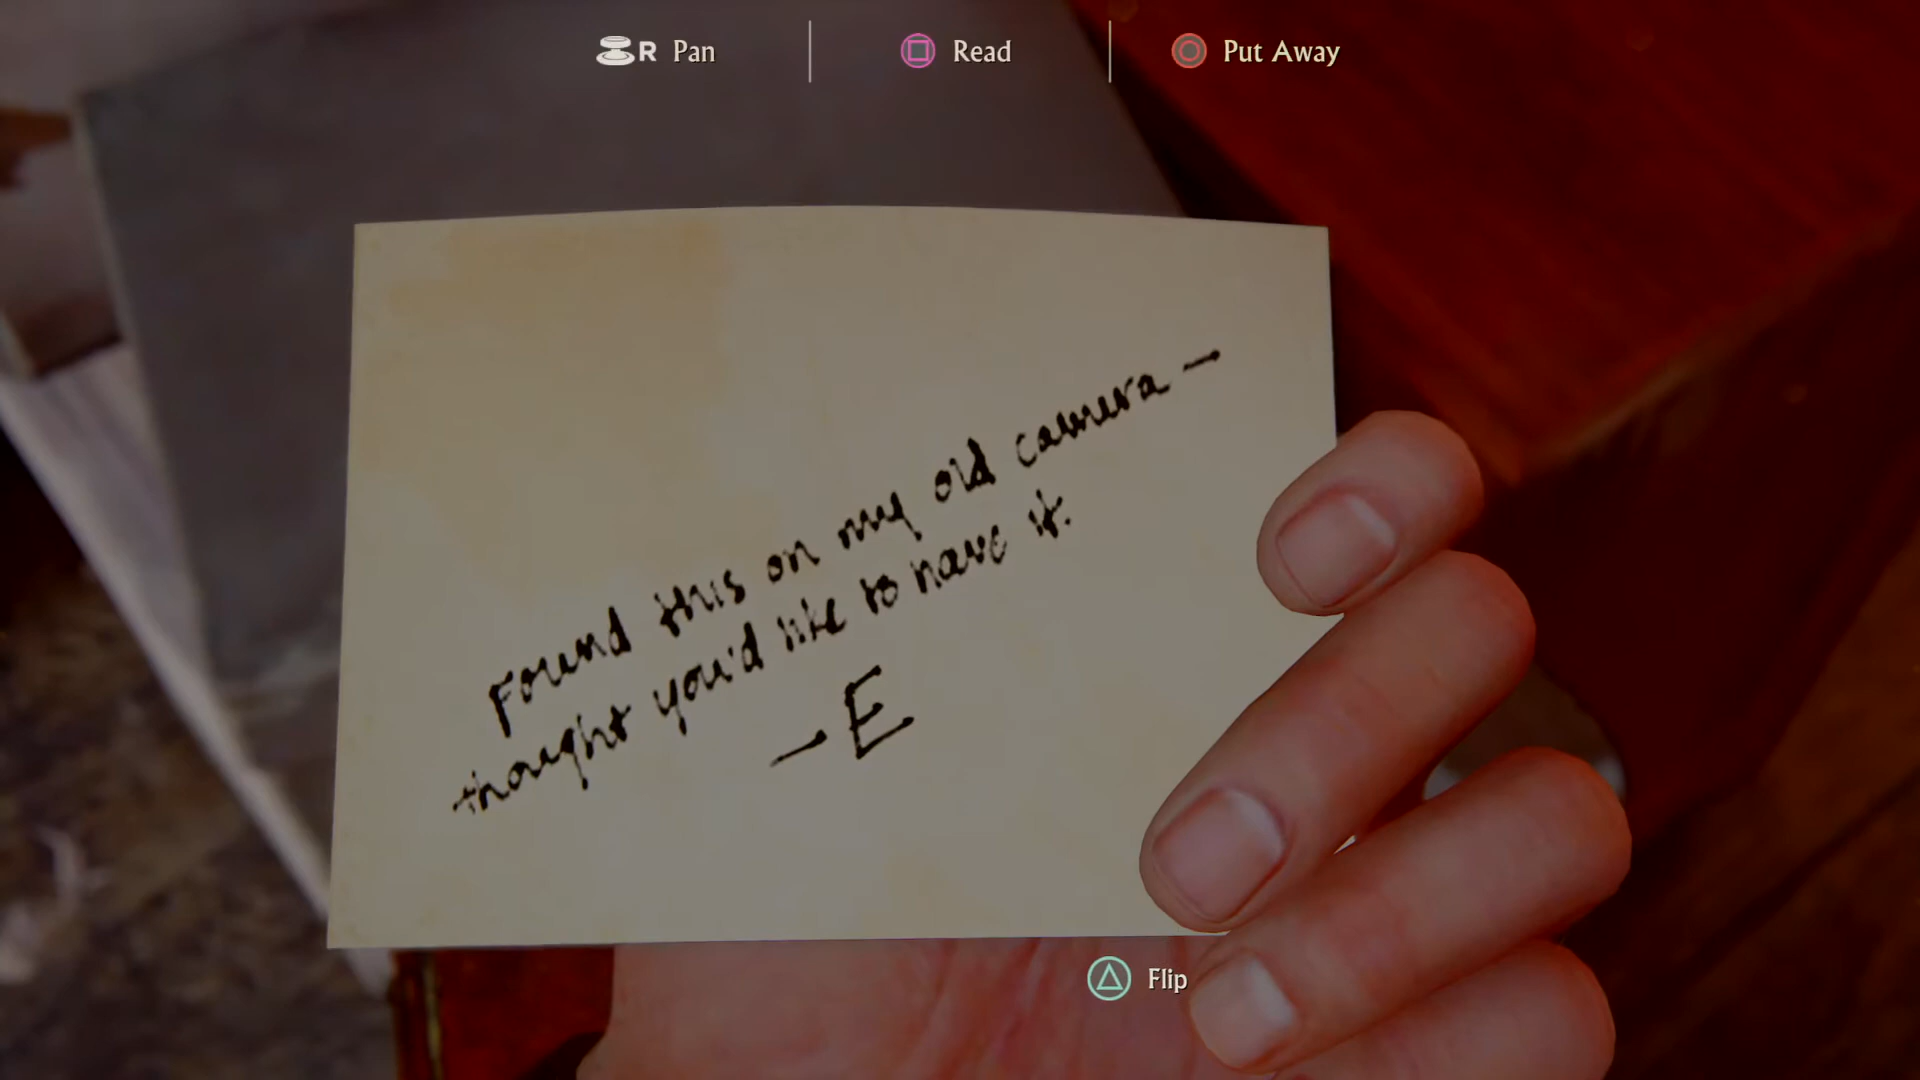 R Pan
Read
Put Away
Found this on my old camera —
thought you'd like to have it.
— E
Flip